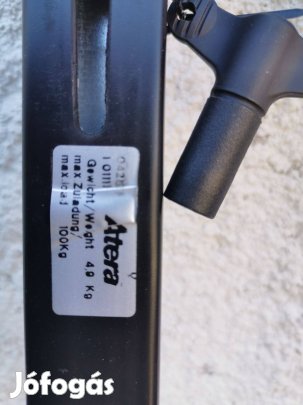 Atera
Gewicht/Weight 4,9 Kg
max Zuladung/
max.load 100Kg
Jófogás